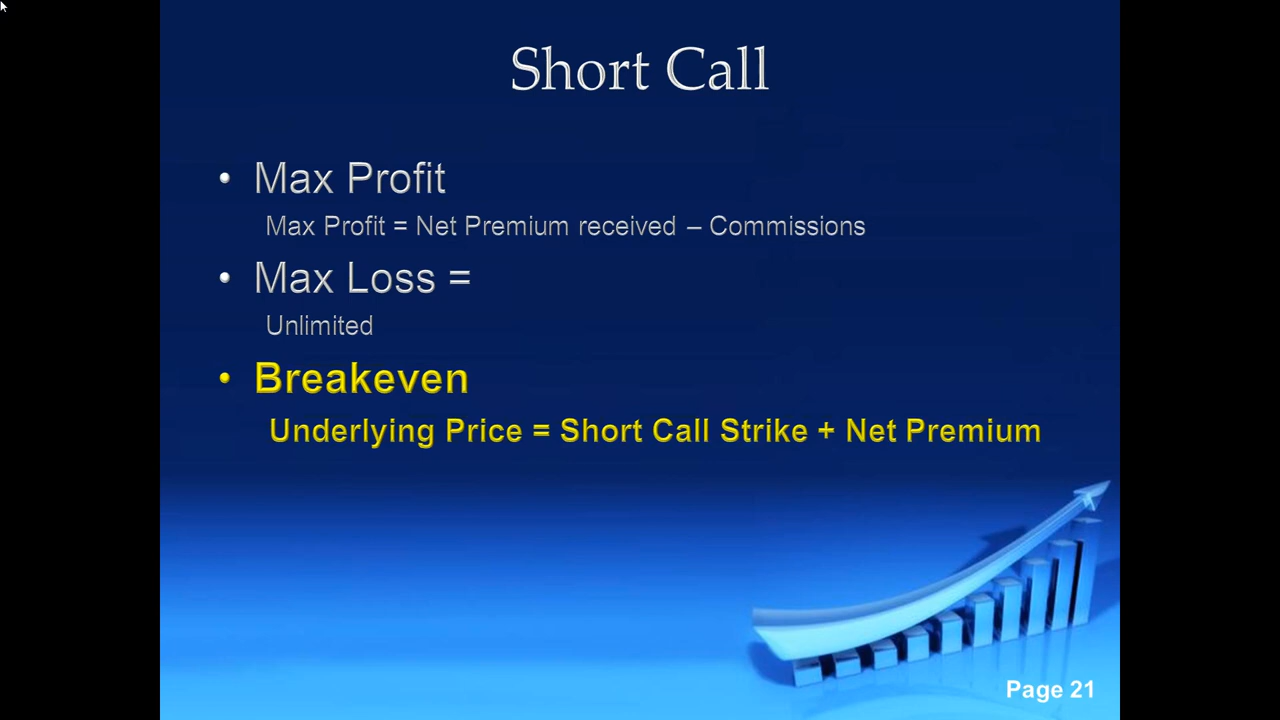 Short Call
• Max Profit
Max Profit = Net Premium received – Commissions
• Max Loss =
Unlimited
• Breakeven
Underlying Price = Short Call Strike + Net Premium
Page 21